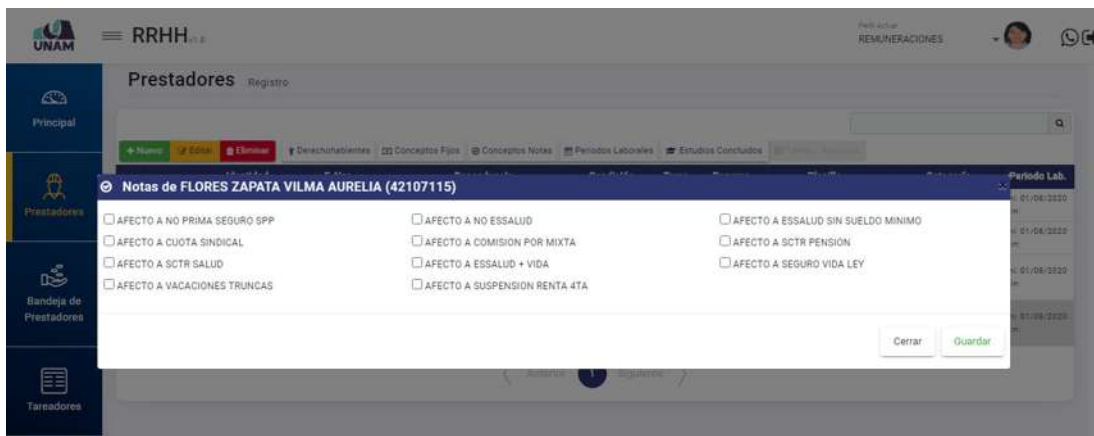 UNAM
RRHH
Perfil Actual
REMUNERACIONES
Prestadores Registro
Principal
Prestadores
Bandeja de
Prestadores
Tareadores
+Nuevo Editar Eliminar Derechohabientes Conceptos Fijos Conceptos Notas Periodos Laborales Estudios Concluidos
Periodo Lab.
01/08/2020
01/08/2020
01/08/2020
01/08/2020
Notas de FLORES ZAPATA VILMA AURELIA (42107115)
AFECTO A NO PRIMA SEGURO SPP AFECTO A NO ESSALUD AFECTO A ESSALUD SIN SUELDO MINIMO
AFECTO A CUOTA SINDICAL AFECTO A COMISION POR MIXTA AFECTO A SCTR PENSIÓN
AFECTO A SCTR SALUD AFECTO A ESSALUD + VIDA AFECTO A SEGURO VIDA LEY
AFECTO A VACACIONES TRUNCAS AFECTO A SUSPENSION RENTA 4TA
Cerrar Guardar
Anterior 1 Siguiente